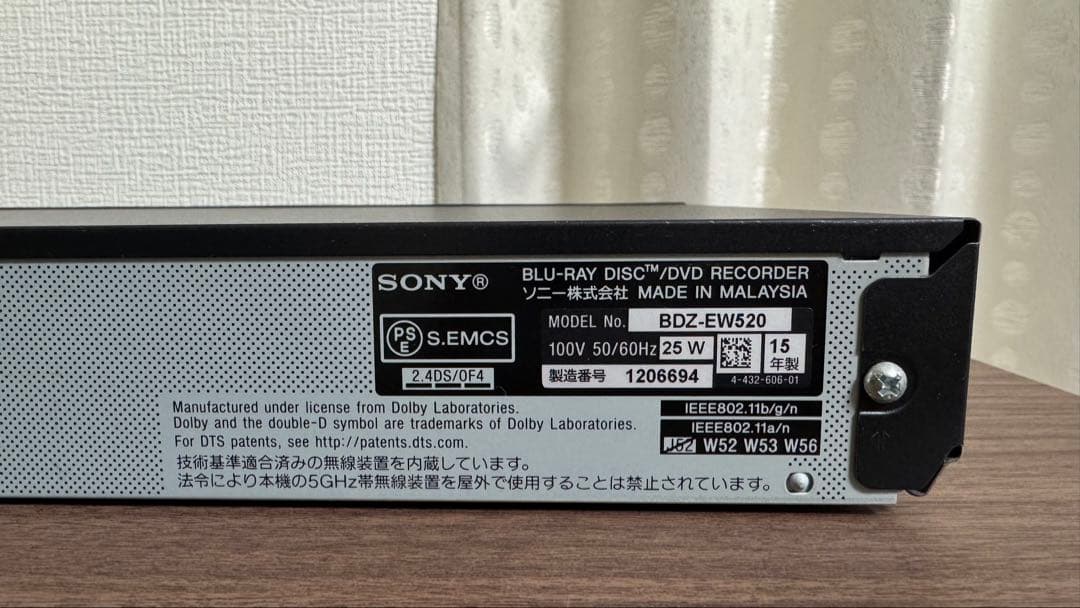 SONY®
BLU-RAY DISC™/DVD RECORDER
ソニー株式会社 MADE IN MALAYSIA
PSE S.EMCS
MODEL No. BDZ-EW520
100V 50/60Hz 25 W
15年製
2.4DS/OF4
製造番号 1206694
4-432-606-01
Manufactured under license from Dolby Laboratories.
Dolby and the double-D symbol are trademarks of Dolby Laboratories.
For DTS patents, see http://patents.dts.com.
IEEE802.11b/g/n
IEEE802.11a/n
J52 W52 W53 W56
技術基準適合済みの無線装置を内蔵しています。
法令により本機の5GHz帯無線装置を屋外で使用することは禁止されています。